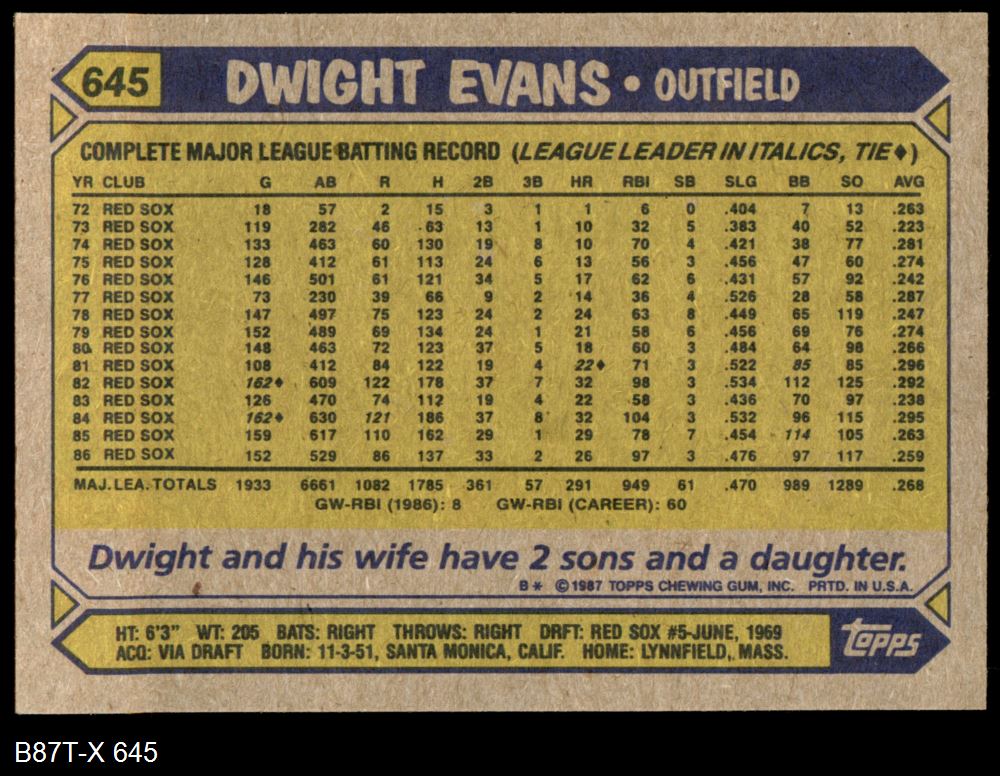 645 DWIGHT EVANS • OUTFIELD
COMPLETE MAJOR LEAGUE BATTING RECORD (LEAGUE LEADER IN ITALICS, TIE♦)
YR CLUB G AB R H 2B 3B HR RBI SB SLG BB SO AVG
72 RED SOX 18 57 2 15 3 1 1 6 0 .404 7 13 .263
73 RED SOX 119 282 46 63 13 1 10 32 5 .383 40 52 .223
74 RED SOX 133 463 60 130 19 8 10 70 4 .421 38 77 .281
75 RED SOX 128 412 61 113 24 6 13 56 3 .456 47 60 .274
76 RED SOX 146 501 61 121 34 5 17 62 6 .431 57 92 .242
77 RED SOX 73 230 39 66 9 2 14 36 4 .526 28 58 .287
78 RED SOX 147 497 75 123 24 2 24 63 8 .449 65 119 .247
79 RED SOX 152 489 69 134 24 1 21 58 6 .456 69 76 .274
80 RED SOX 148 463 72 123 37 5 18 60 3 .484 64 98 .266
81 RED SOX 108 412 84 122 19 4 22♦ 71 3 .522 85 85 .296
82 RED SOX 162♦ 609 122 178 37 7 32 98 3 .534 112 125 .292
83 RED SOX 126 470 74 112 19 4 22 58 3 .436 70 97 .238
84 RED SOX 162♦ 630 121 186 37 8 32 104 3 .532 96 115 .295
85 RED SOX 159 617 110 162 29 1 29 78 7 .454 114 105 .263
86 RED SOX 152 529 86 137 33 2 26 97 3 .476 97 117 .259
MAJ. LEA. TOTALS 1933 6661 1082 1785 361 57 291 949 61 .470 989 1289 .268
GW-RBI (1986): 8 GW-RBI (CAREER): 60
Dwight and his wife have 2 sons and a daughter.
B* ©1987 TOPPS CHEWING GUM, INC. PRTD. IN U.S.A.
HT: 6'3" WT: 205 BATS: RIGHT THROWS: RIGHT DRFT: RED SOX #5-JUNE, 1969
ACQ: VIA DRAFT BORN: 11-3-51, SANTA MONICA, CALIF. HOME: LYNNFIELD, MASS.
TOPPS
B87T-X 645